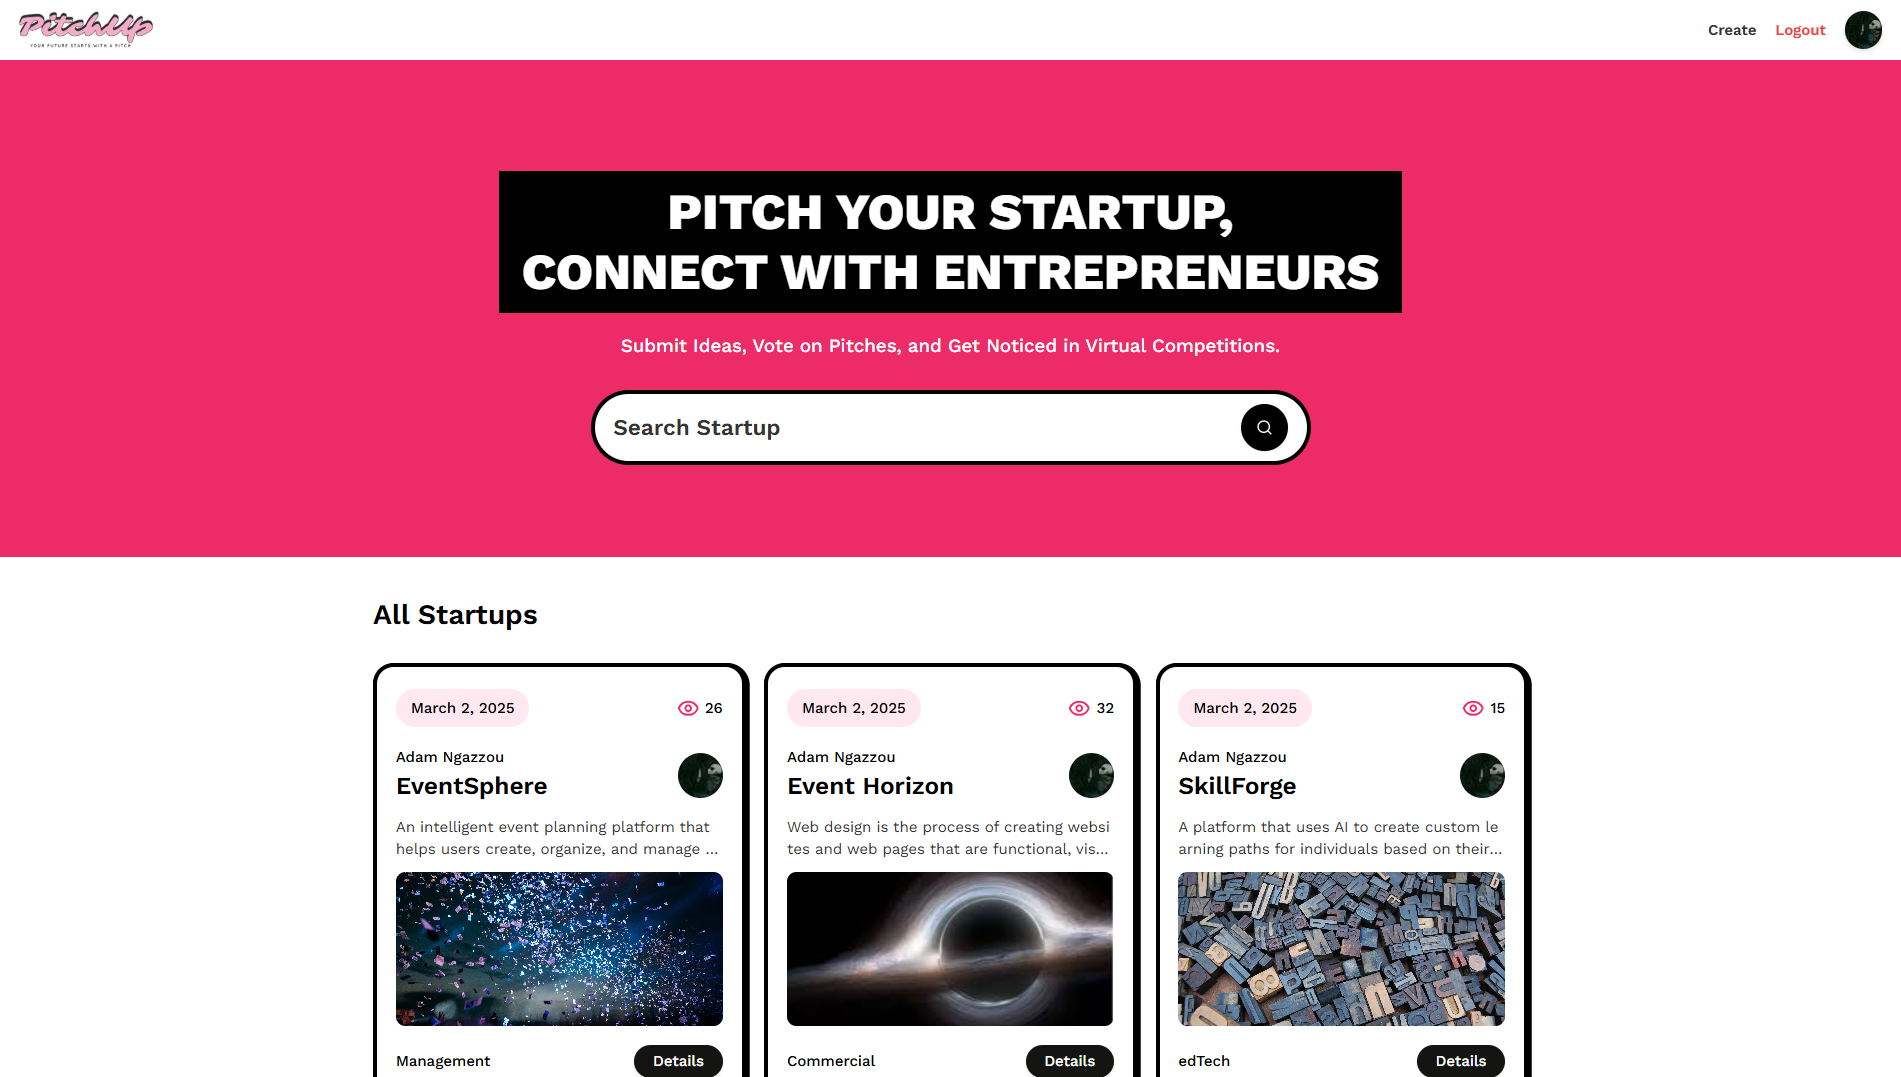 PitchUp
YOUR FUTURE STARTS WITH A PITCH
Create
Logout
PITCH YOUR STARTUP,
CONNECT WITH ENTREPRENEURS
Submit Ideas, Vote on Pitches, and Get Noticed in Virtual Competitions.
Search Startup
All Startups
March 2, 2025
26
Adam Ngazzou
EventSphere
An intelligent event planning platform that
helps users create, organize, and manage ...
Management
Details
March 2, 2025
32
Adam Ngazzou
Event Horizon
Web design is the process of creating websi
tes and web pages that are functional, vis...
Commercial
Details
March 2, 2025
15
Adam Ngazzou
SkillForge
A platform that uses AI to create custom le
arning paths for individuals based on their...
edTech
Details